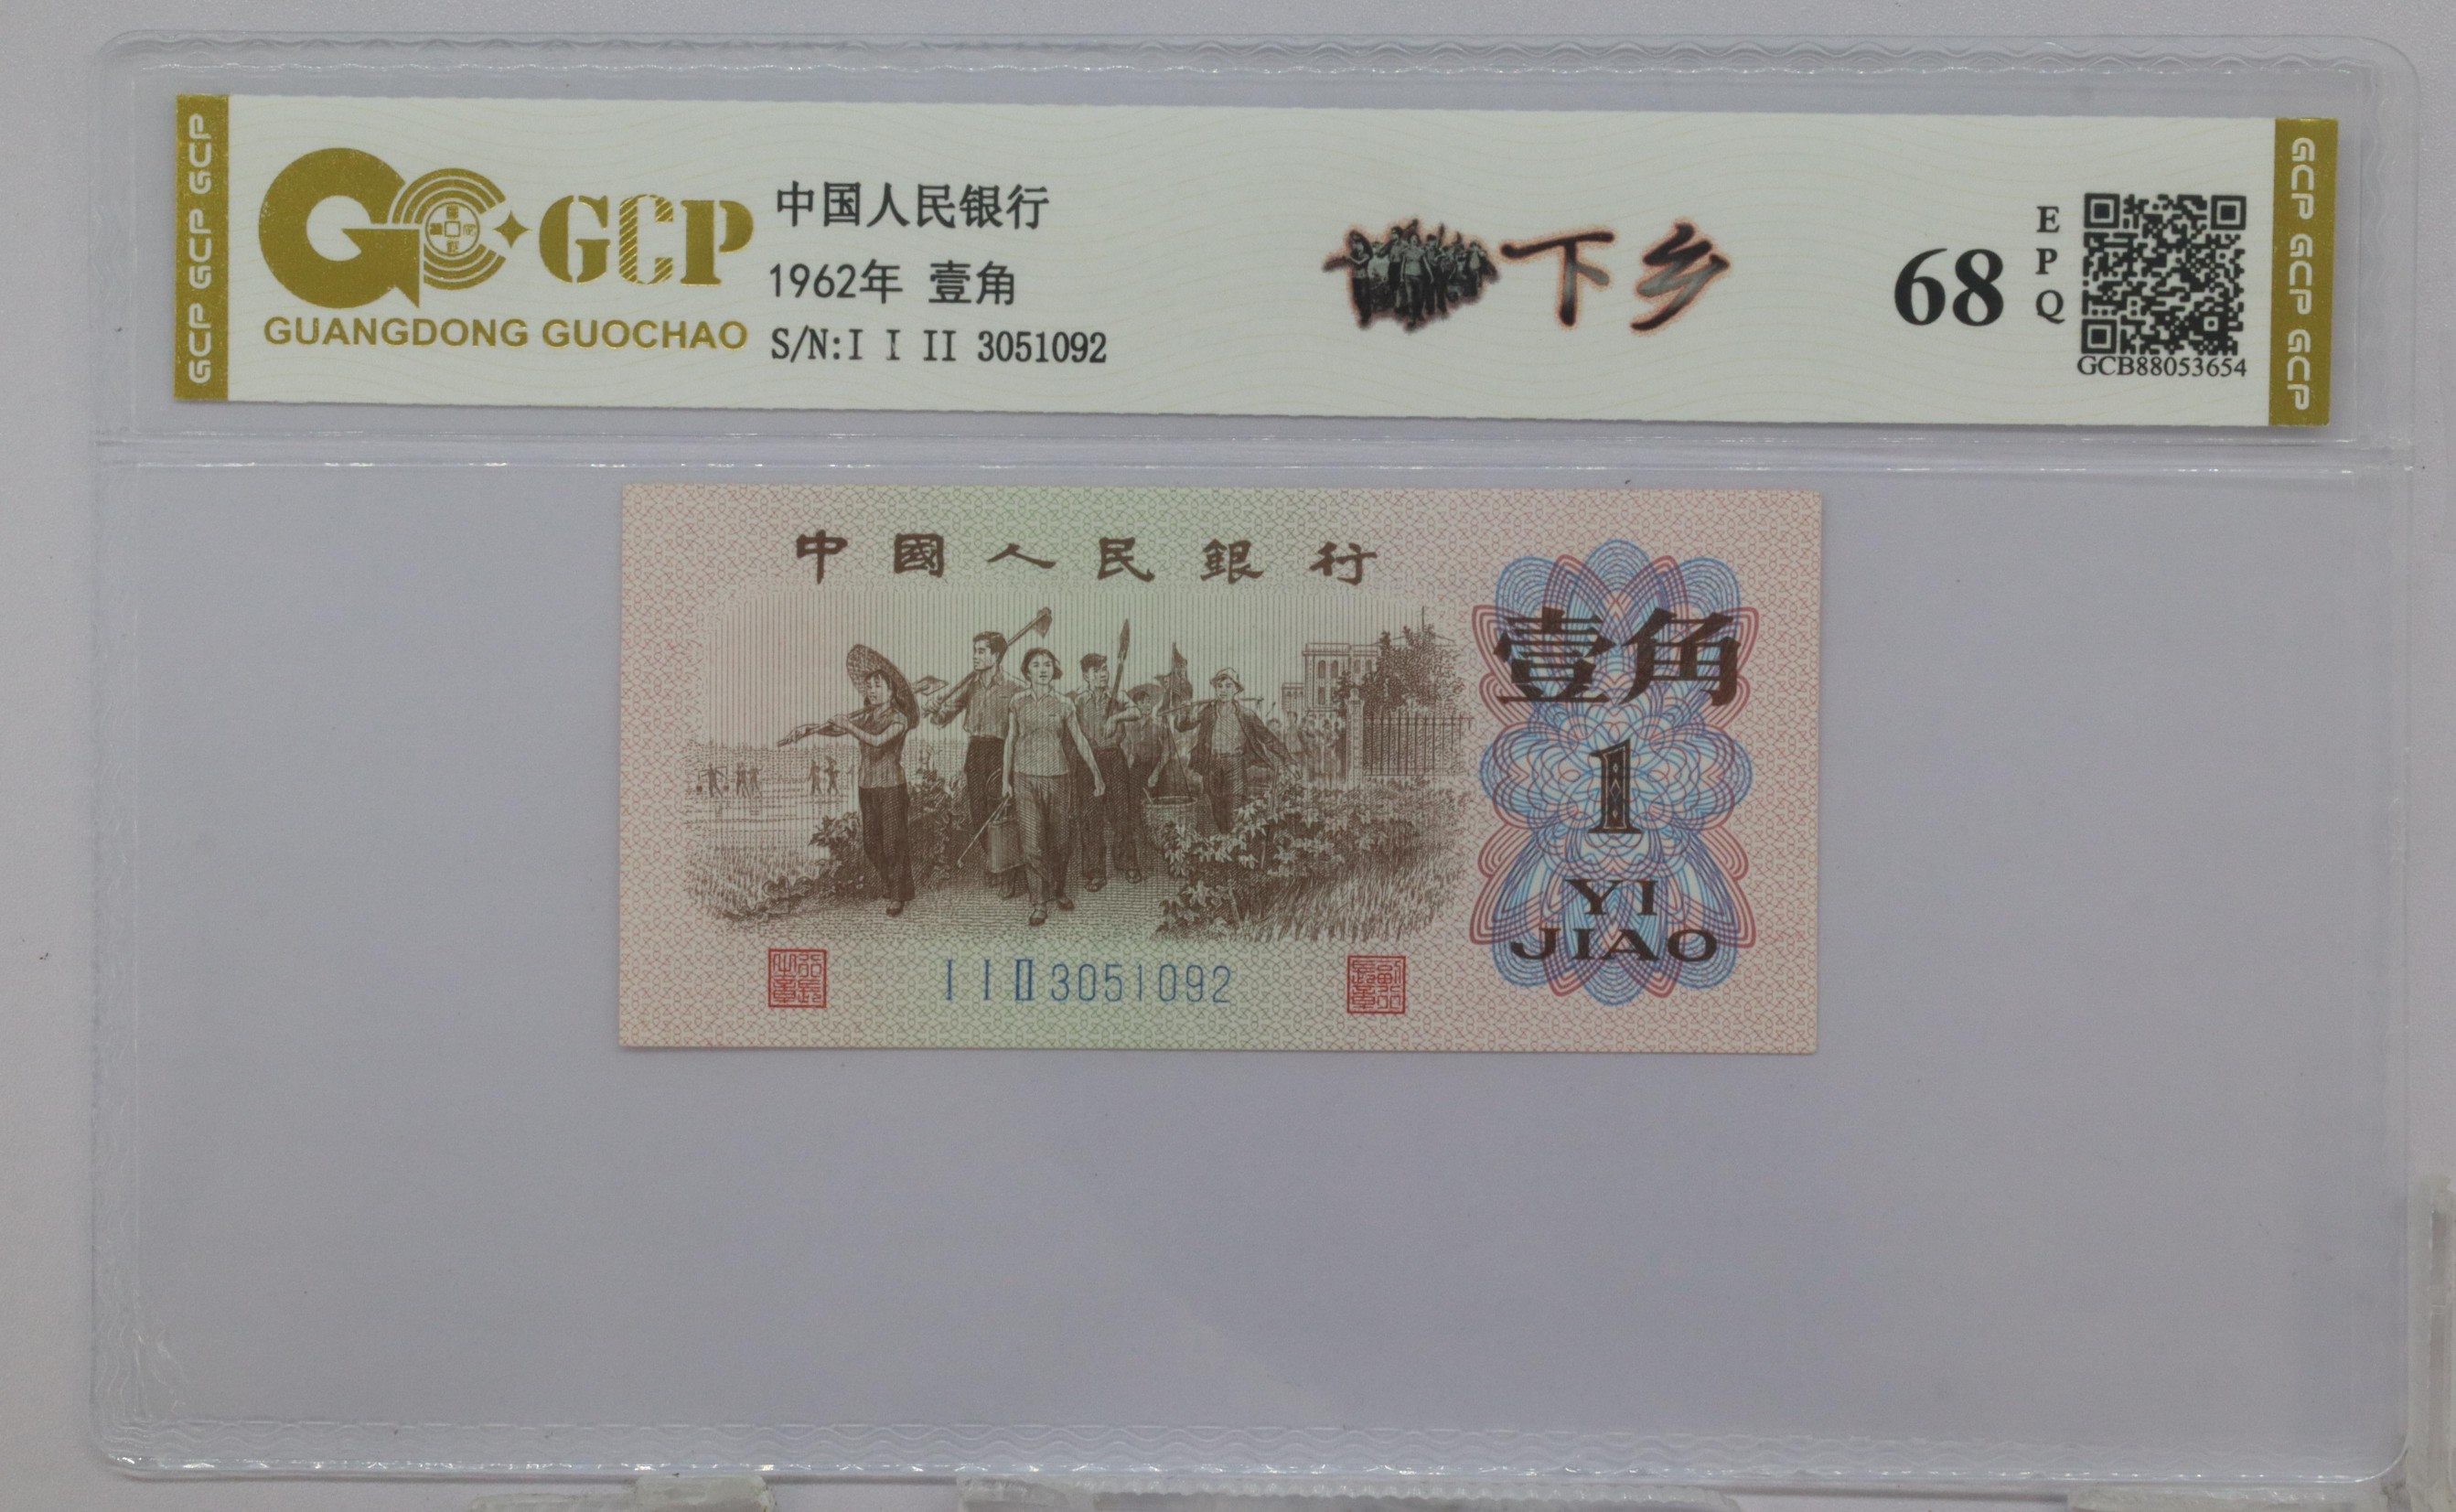 GCP GCP GCP
GCP
GUANGDONG GUOCHAO
中国人民银行
1962年 壹角
S/N:I I II 3051092
下乡
68
E
P
Q
GCB88053654
GCP GCP GCP
中國人民銀行
壹角
1
YI
JIAO
I I II 3051092